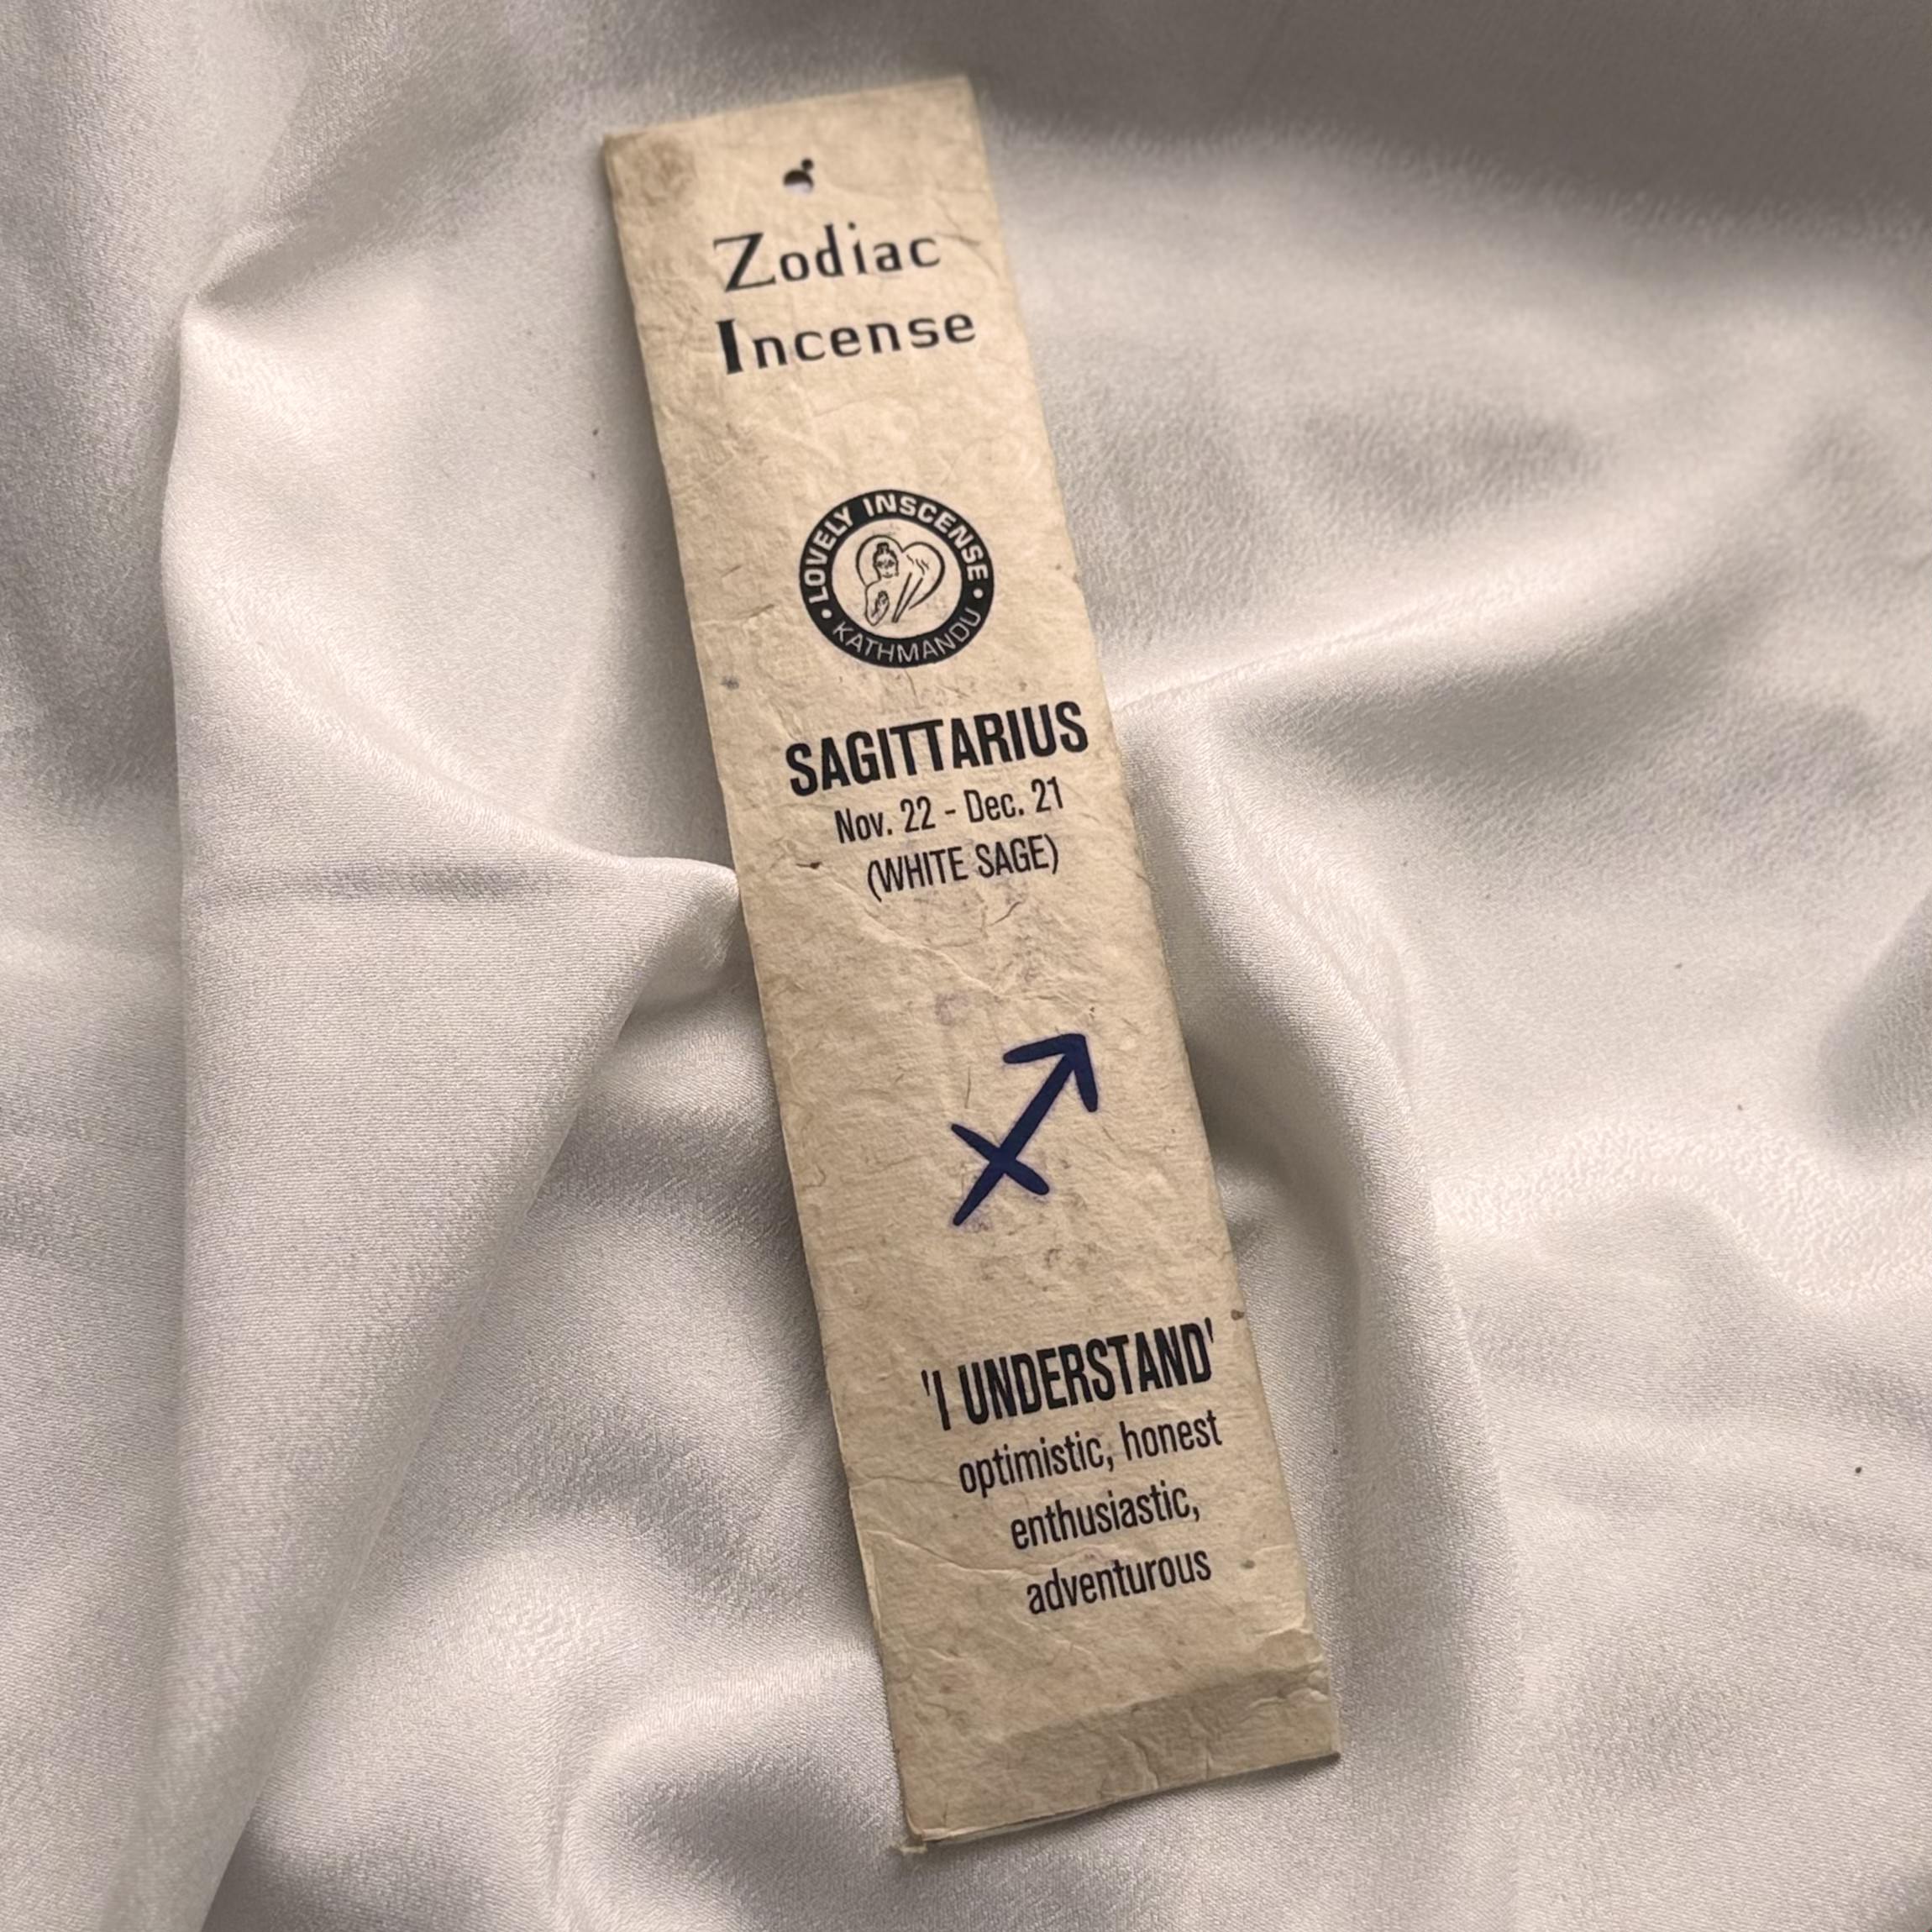 Zodiac
Incense
LOVELY INSCENSE
• KATHMANDU •
SAGITTARIUS
Nov. 22 - Dec. 21
(WHITE SAGE)
'I UNDERSTAND'
optimistic, honest
enthusiastic,
adventurous